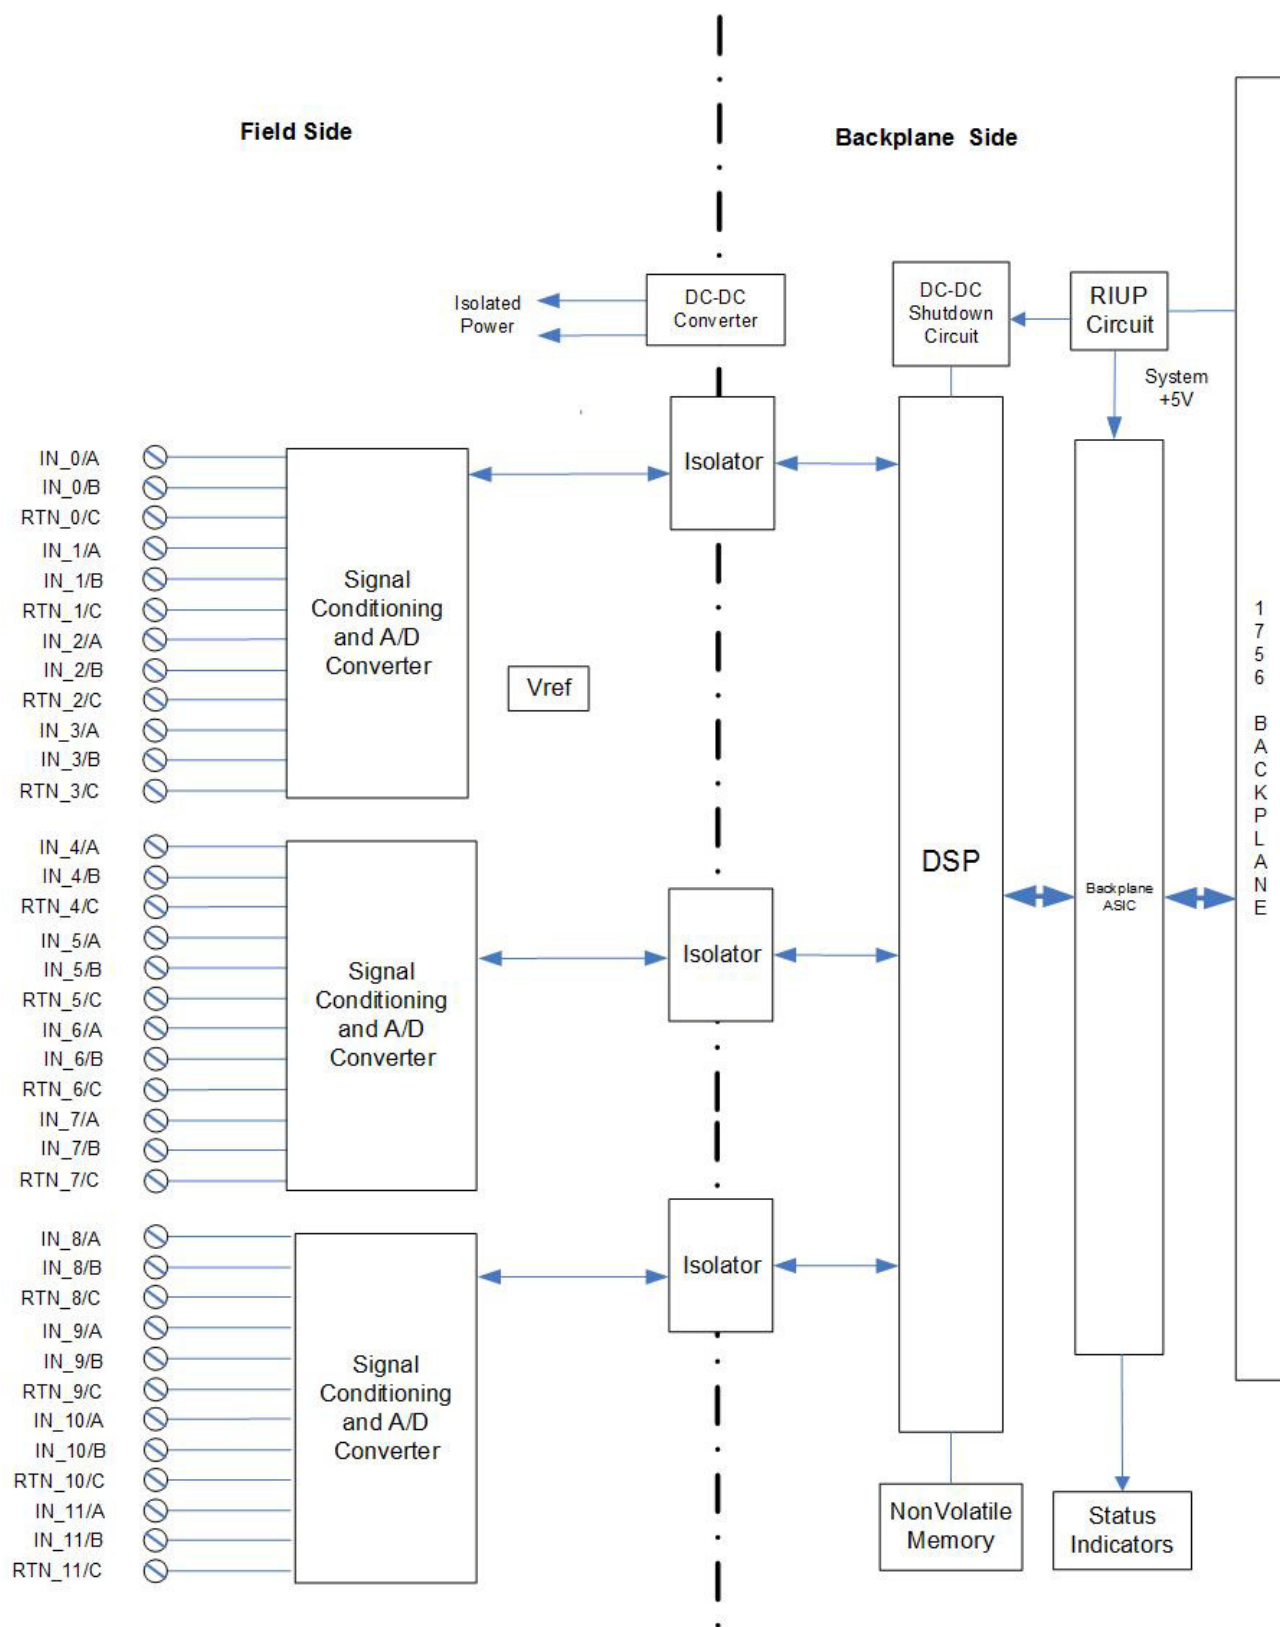 Field Side
Backplane Side
Isolated
Power
DC-DC
Converter
DC-DC
Shutdown
Circuit
RIUP
Circuit
System
+5V
IN_0/A
IN_0/B
RTN_0/C
IN_1/A
IN_1/B
RTN_1/C
IN_2/A
IN_2/B
RTN_2/C
IN_3/A
IN_3/B
RTN_3/C
Signal
Conditioning
and A/D
Converter
Vref
Isolator
IN_4/A
IN_4/B
RTN_4/C
IN_5/A
IN_5/B
RTN_5/C
IN_6/A
IN_6/B
RTN_6/C
IN_7/A
IN_7/B
RTN_7/C
Signal
Conditioning
and A/D
Converter
Isolator
IN_8/A
IN_8/B
RTN_8/C
IN_9/A
IN_9/B
RTN_9/C
IN_10/A
IN_10/B
RTN_10/C
IN_11/A
IN_11/B
RTN_11/C
Signal
Conditioning
and A/D
Converter
Isolator
DSP
Backplane
ASIC
1756 BACKPLANE
NonVolatile
Memory
Status
Indicators